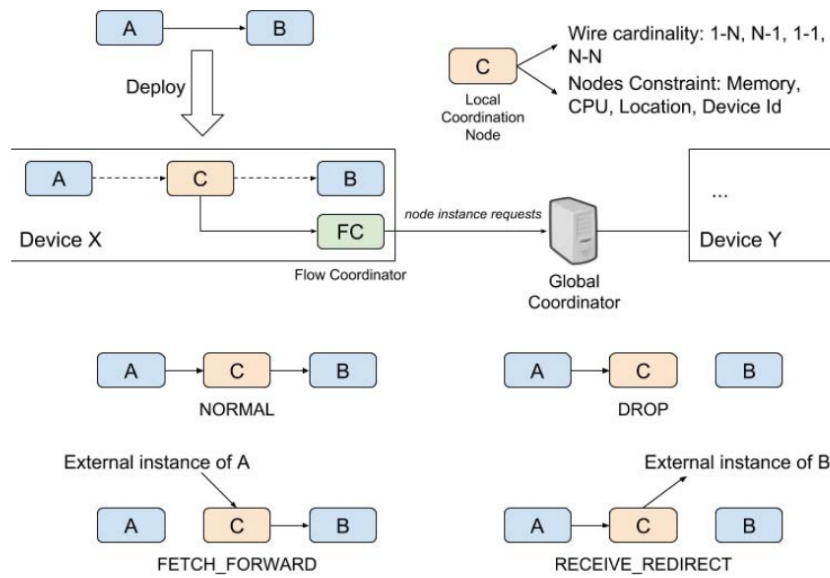 A
B
Deploy
C
Local
Coordination
Node
Wire cardinality: 1-N, N-1, 1-1,
N-N
Nodes Constraint: Memory,
CPU, Location, Device Id
A
C
B
Device X
FC
Flow Coordinator
node instance requests
Global
Coordinator
...
Device Y
A
C
B
NORMAL
A
C
B
DROP
External instance of A
A
C
B
FETCH_FORWARD
External instance of B
A
C
B
RECEIVE_REDIRECT